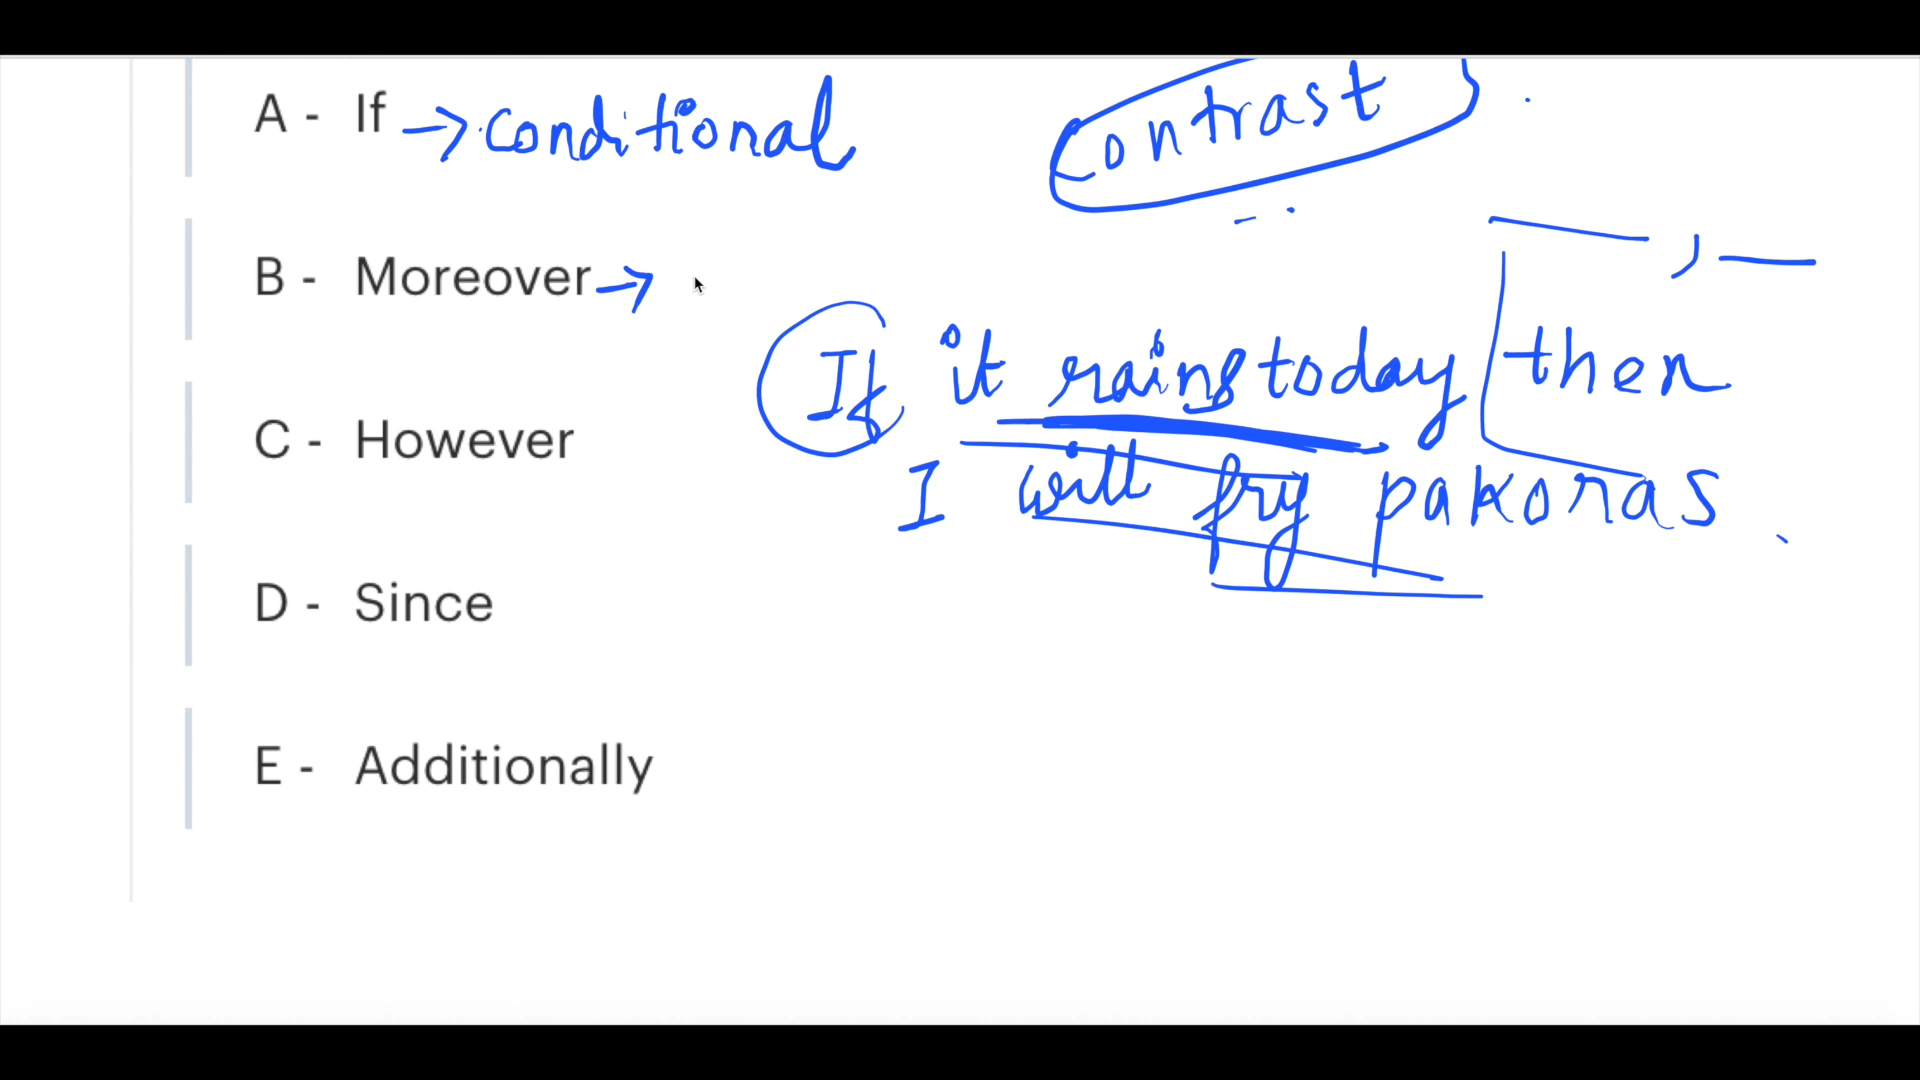 A - If → conditional
contrast
B - Moreover →
If it rains today then
I will fry pakoras.
C - However
D - Since
E - Additionally